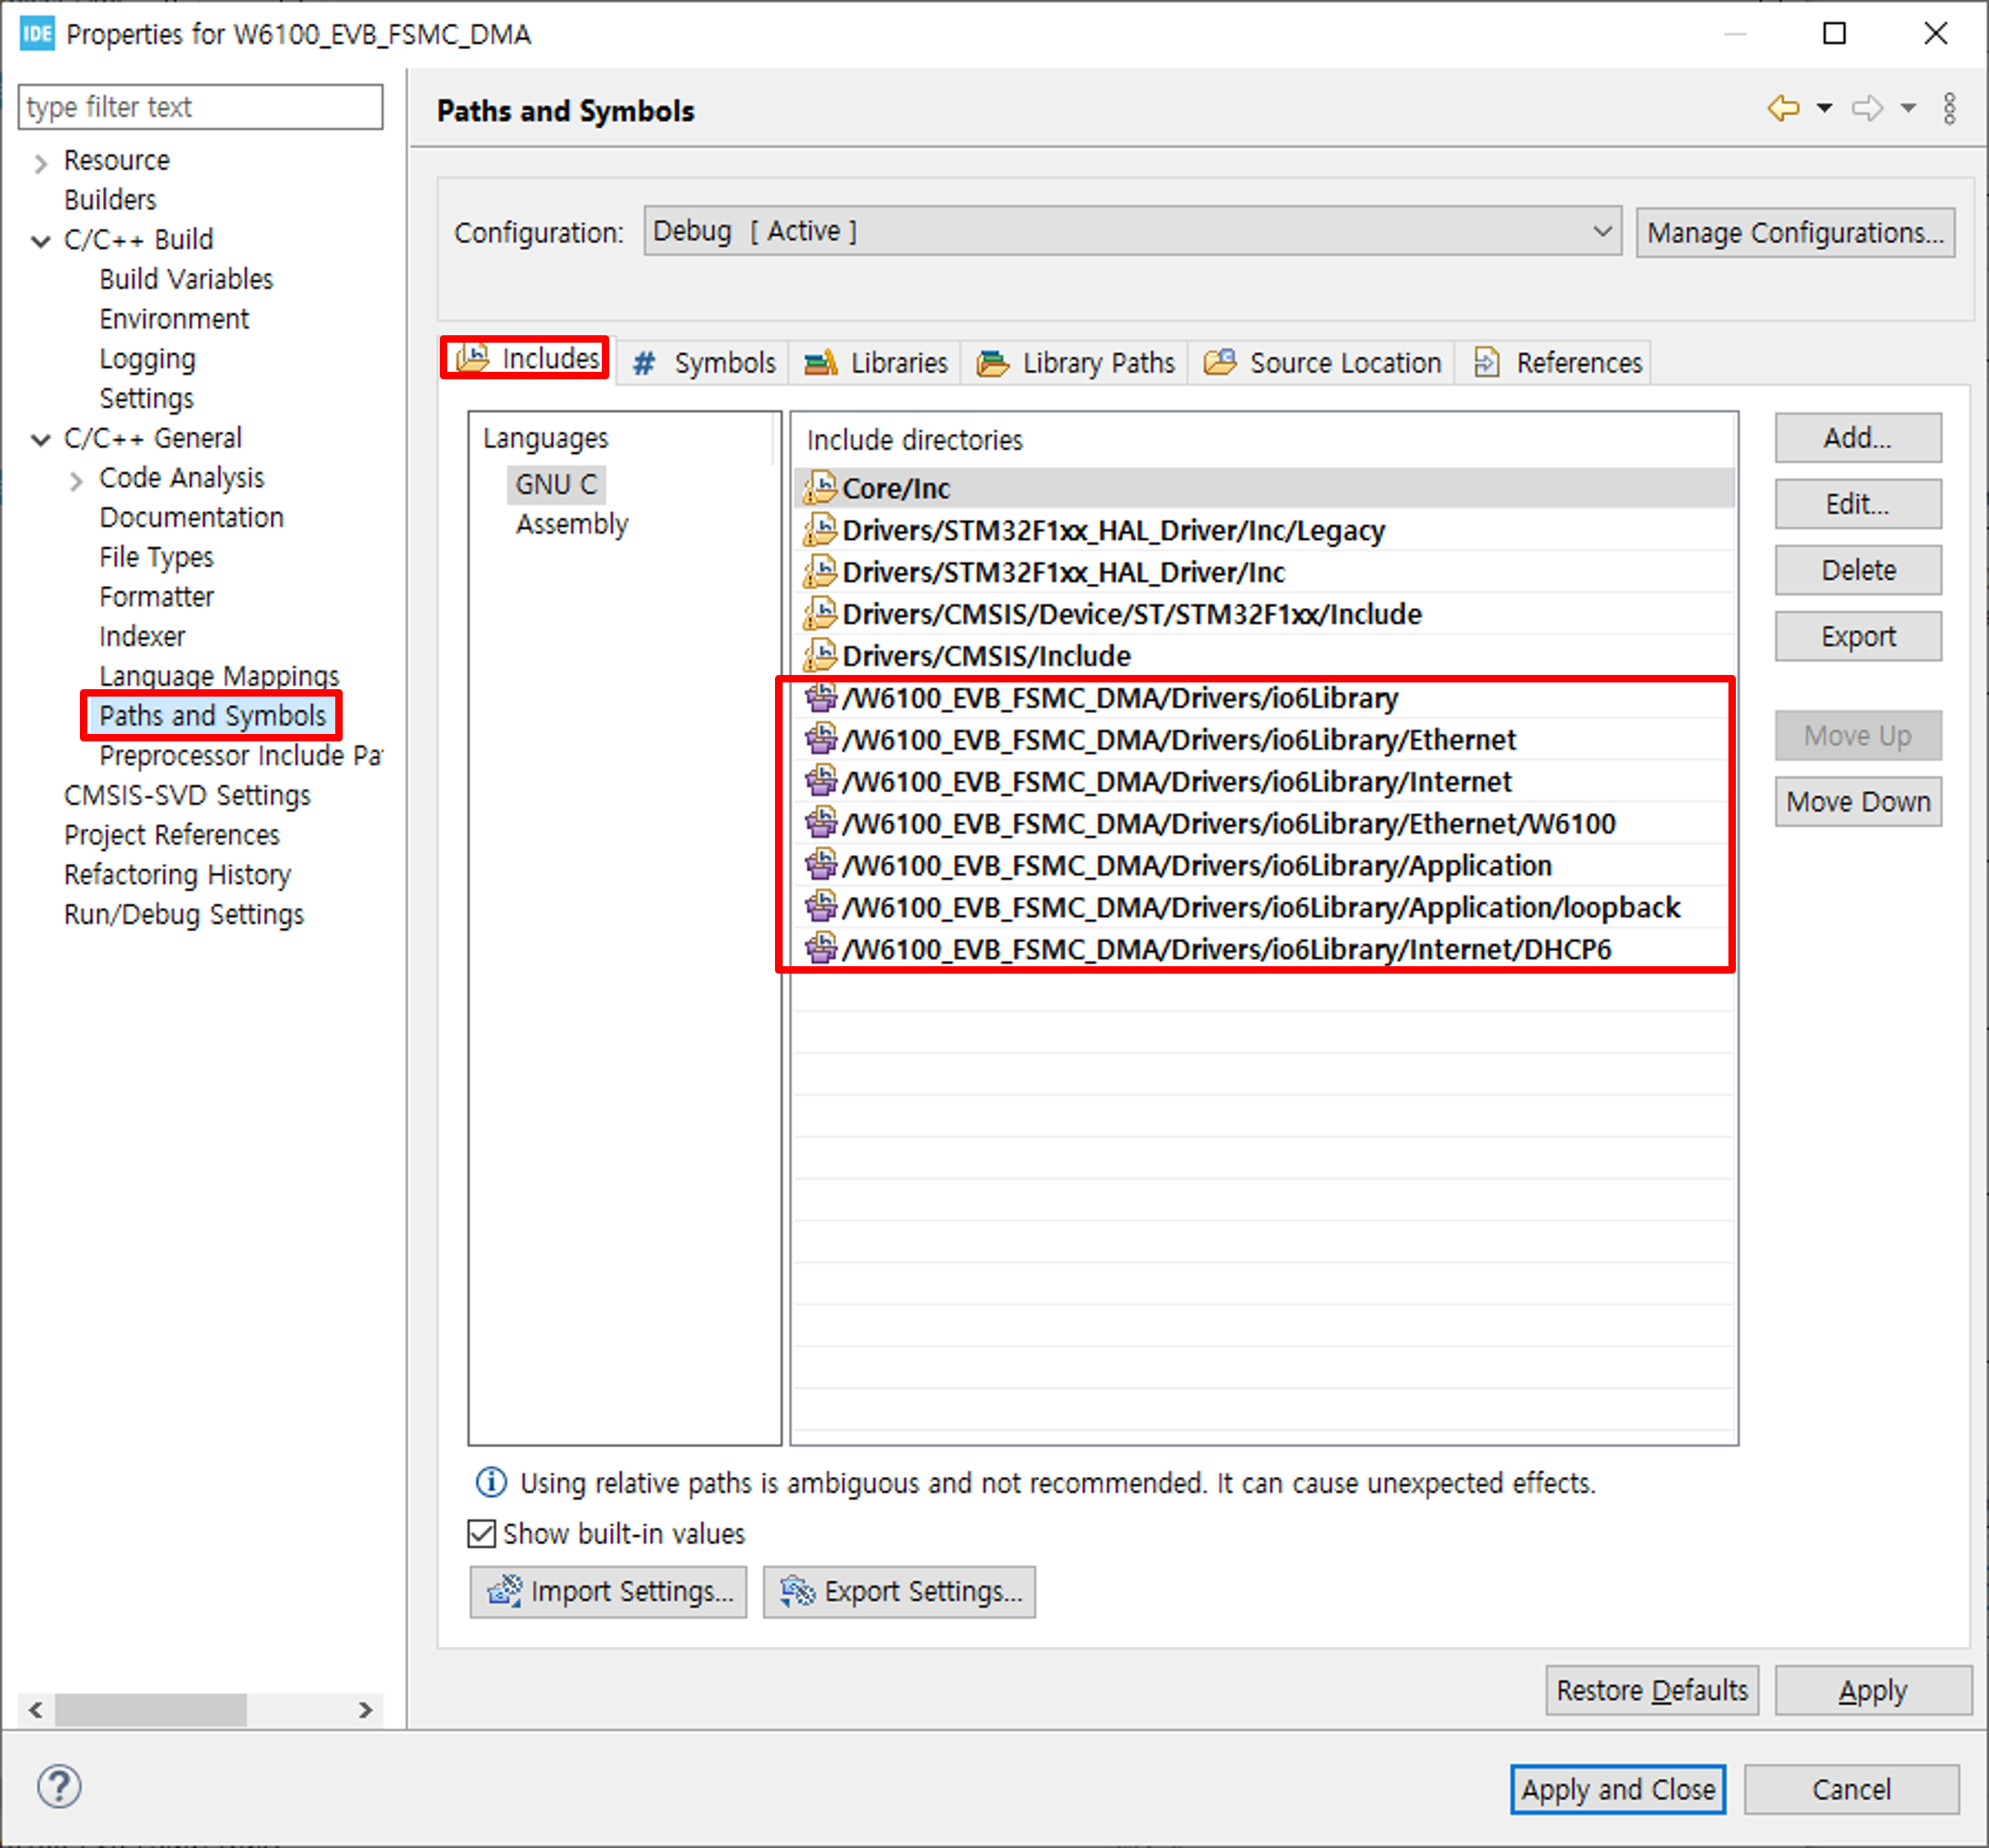 IDE Properties for W6100_EVB_FSMC_DMA
type filter text
Resource
Builders
C/C++ Build
Build Variables
Environment
Logging
Settings
C/C++ General
Code Analysis
Documentation
File Types
Formatter
Indexer
Language Mappings
Paths and Symbols
Preprocessor Include Pa
CMSIS-SVD Settings
Project References
Refactoring History
Run/Debug Settings
Paths and Symbols
Configuration: Debug [ Active ] Manage Configurations...
Includes # Symbols Libraries Library Paths Source Location References
Languages
GNU C
Assembly
Include directories
Core/Inc
Drivers/STM32F1xx_HAL_Driver/Inc/Legacy
Drivers/STM32F1xx_HAL_Driver/Inc
Drivers/CMSIS/Device/ST/STM32F1xx/Include
Drivers/CMSIS/Include
/W6100_EVB_FSMC_DMA/Drivers/io6Library
/W6100_EVB_FSMC_DMA/Drivers/io6Library/Ethernet
/W6100_EVB_FSMC_DMA/Drivers/io6Library/Internet
/W6100_EVB_FSMC_DMA/Drivers/io6Library/Ethernet/W6100
/W6100_EVB_FSMC_DMA/Drivers/io6Library/Application
/W6100_EVB_FSMC_DMA/Drivers/io6Library/Application/loopback
/W6100_EVB_FSMC_DMA/Drivers/io6Library/Internet/DHCP6
Add...
Edit...
Delete
Export
Move Up
Move Down
Using relative paths is ambiguous and not recommended. It can cause unexpected effects.
Show built-in values
Import Settings... Export Settings...
Restore Defaults Apply
Apply and Close Cancel